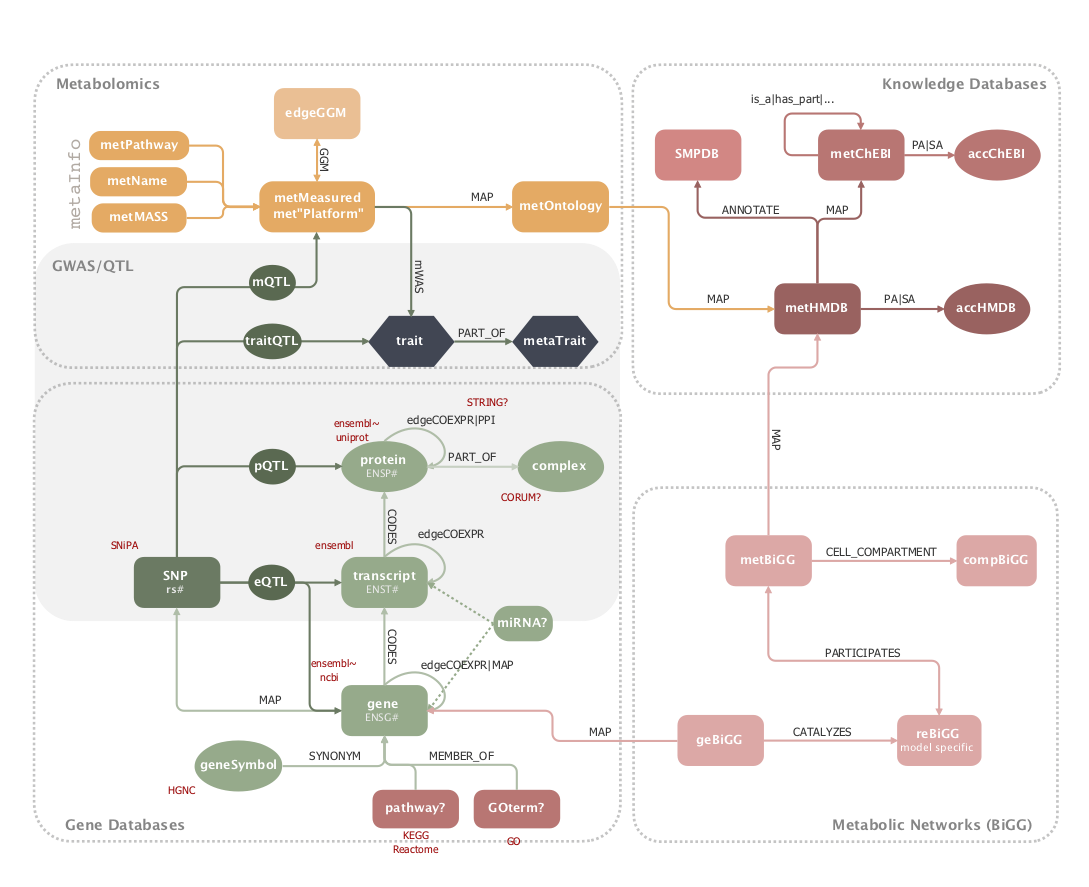 Metabolomics
Knowledge Databases
edgeGGM
is_a|has_part|...
metaInfo
metPathway
GGM
SMPDB
metChEBI
PA|SA
accChEBI
metName
metMASS
metMeasured
met"Platform"
MAP
metOntology
ANNOTATE
MAP
GWAS/QTL
mQTL
mWAS
MAP
metHMDB
PA|SA
accHMDB
traitQTL
trait
PART_OF
metaTrait
STRING?
ensembl~
uniprot
edgeCOEXPR|PPI
MAP
pQTL
protein
ENSP#
PART_OF
complex
CORUM?
CODES
edgeCOEXPR
SNiPA
ensembl
SNP
rs#
eQTL
transcript
ENST#
metBiGG
CELL_COMPARTMENT
compBiGG
miRNA?
CODES
ensembl~
ncbi
edgeCOEXPR|MAP
PARTICIPATES
MAP
gene
ENSG#
MAP
geBiGG
CATALYZES
reBiGG
model specific
geneSymbol
SYNONYM
MEMBER_OF
HGNC
pathway?
GOterm?
KEGG
Reactome
GO
Gene Databases
Metabolic Networks (BiGG)